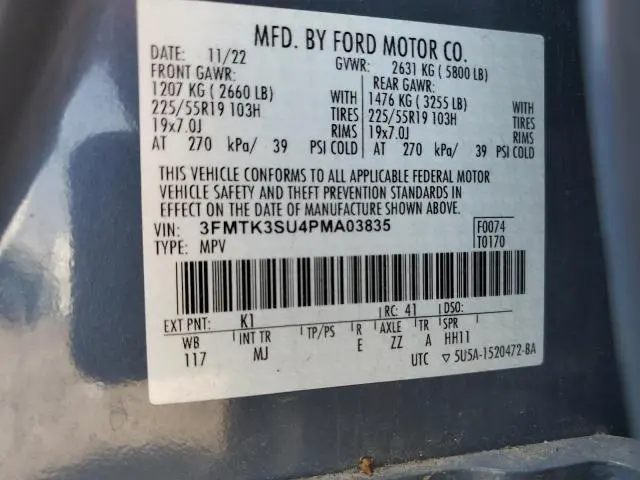 MFD. BY FORD MOTOR CO.
DATE: 11/22 GVWR: 2631 KG ( 5800 LB)
FRONT GAWR: REAR GAWR:
1207 KG ( 2660 LB) WITH 1476 KG ( 3255 LB) WITH
225/55R19 103H TIRES 225/55R19 103H TIRES
19x7.0J RIMS 19x7.0J RIMS
AT 270 kPa/ 39 PSI COLD AT 270 kPa/ 39 PSI COLD
THIS VEHICLE CONFORMS TO ALL APPLICABLE FEDERAL MOTOR
VEHICLE SAFETY AND THEFT PREVENTION STANDARDS IN
EFFECT ON THE DATE OF MANUFACTURE SHOWN ABOVE.
VIN: 3FMTK3SU4PMA03835 F0074
TYPE: MPV T0170
EXT PNT: K1 RC: 41 DSO:
WB INT TR TP/PS R AXLE TR SPR
117 MJ E ZZ A HH11
UTC ▽ 5U5A-1520472-BA